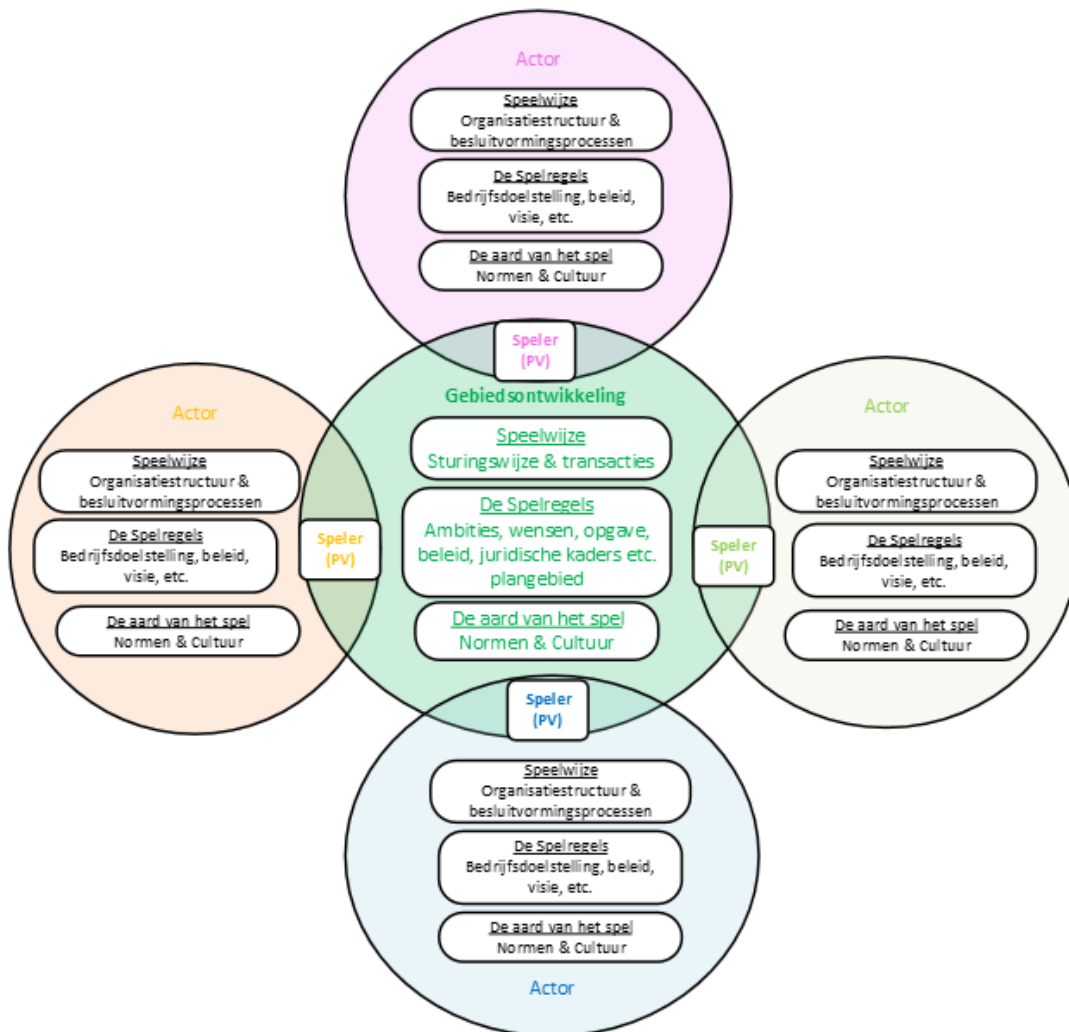 Actor
Speelwijze
Organisatiestructuur &
besluitvormingsprocessen
De Spelregels
Bedrijfsdoelstelling, beleid,
visie, etc.
De aard van het spel
Normen & Cultuur
Speler
(PV)
Actor
Speelwijze
Organisatiestructuur &
besluitvormingsprocessen
De Spelregels
Bedrijfsdoelstelling, beleid,
visie, etc.
De aard van het spel
Normen & Cultuur
Speler
(PV)
Gebiedsontwikkeling
Speelwijze
Sturingswijze & transacties
De Spelregels
Ambities, wensen, opgave,
beleid, juridische kaders etc.
plangebied
De aard van het spel
Normen & Cultuur
Speler
(PV)
Actor
Speelwijze
Organisatiestructuur &
besluitvormingsprocessen
De Spelregels
Bedrijfsdoelstelling, beleid,
visie, etc.
De aard van het spel
Normen & Cultuur
Speler
(PV)
Speelwijze
Organisatiestructuur &
besluitvormingsprocessen
De Spelregels
Bedrijfsdoelstelling, beleid,
visie, etc.
De aard van het spel
Normen & Cultuur
Actor